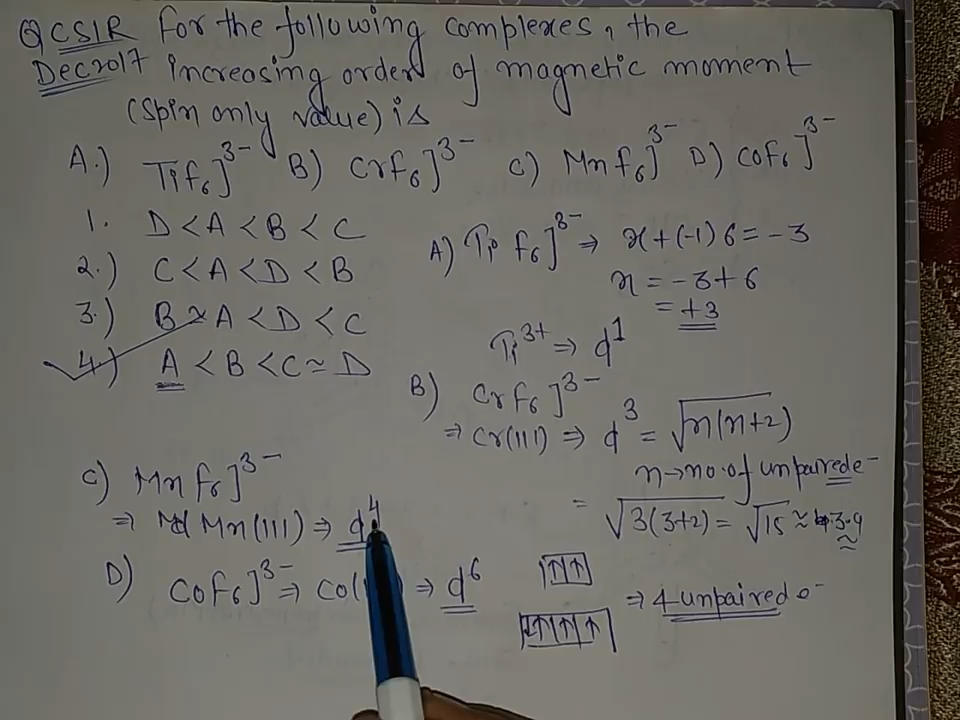 Q CSIR For the following complexes, the
Dec2017 increasing order of magnetic moment
(Spin only value) is
A.) TiF6]3- B) CrF6]3- C) MnF6]3- D) CoF6]3-
1. D < A < B < C
2.) C < A < D < B
3.) B ~ A < D < C
4.) A < B < C ≃ D
A) TiF6]3- ⇒ x+(-1)6 = -3
x = -3+6
= +3
Ti3+ ⇒ d1
B) CrF6]3-
⇒ Cr(III) ⇒ d3 = √n(n+2)
n → no. of unpaired e-
= √3(3+2) = √15 ≈ 3.9
C) MnF6]3-
⇒ Mn(III) ⇒ d4
D) CoF6]3- ⇒ Co( ) ⇒ d6
⇒ 4 unpaired e-